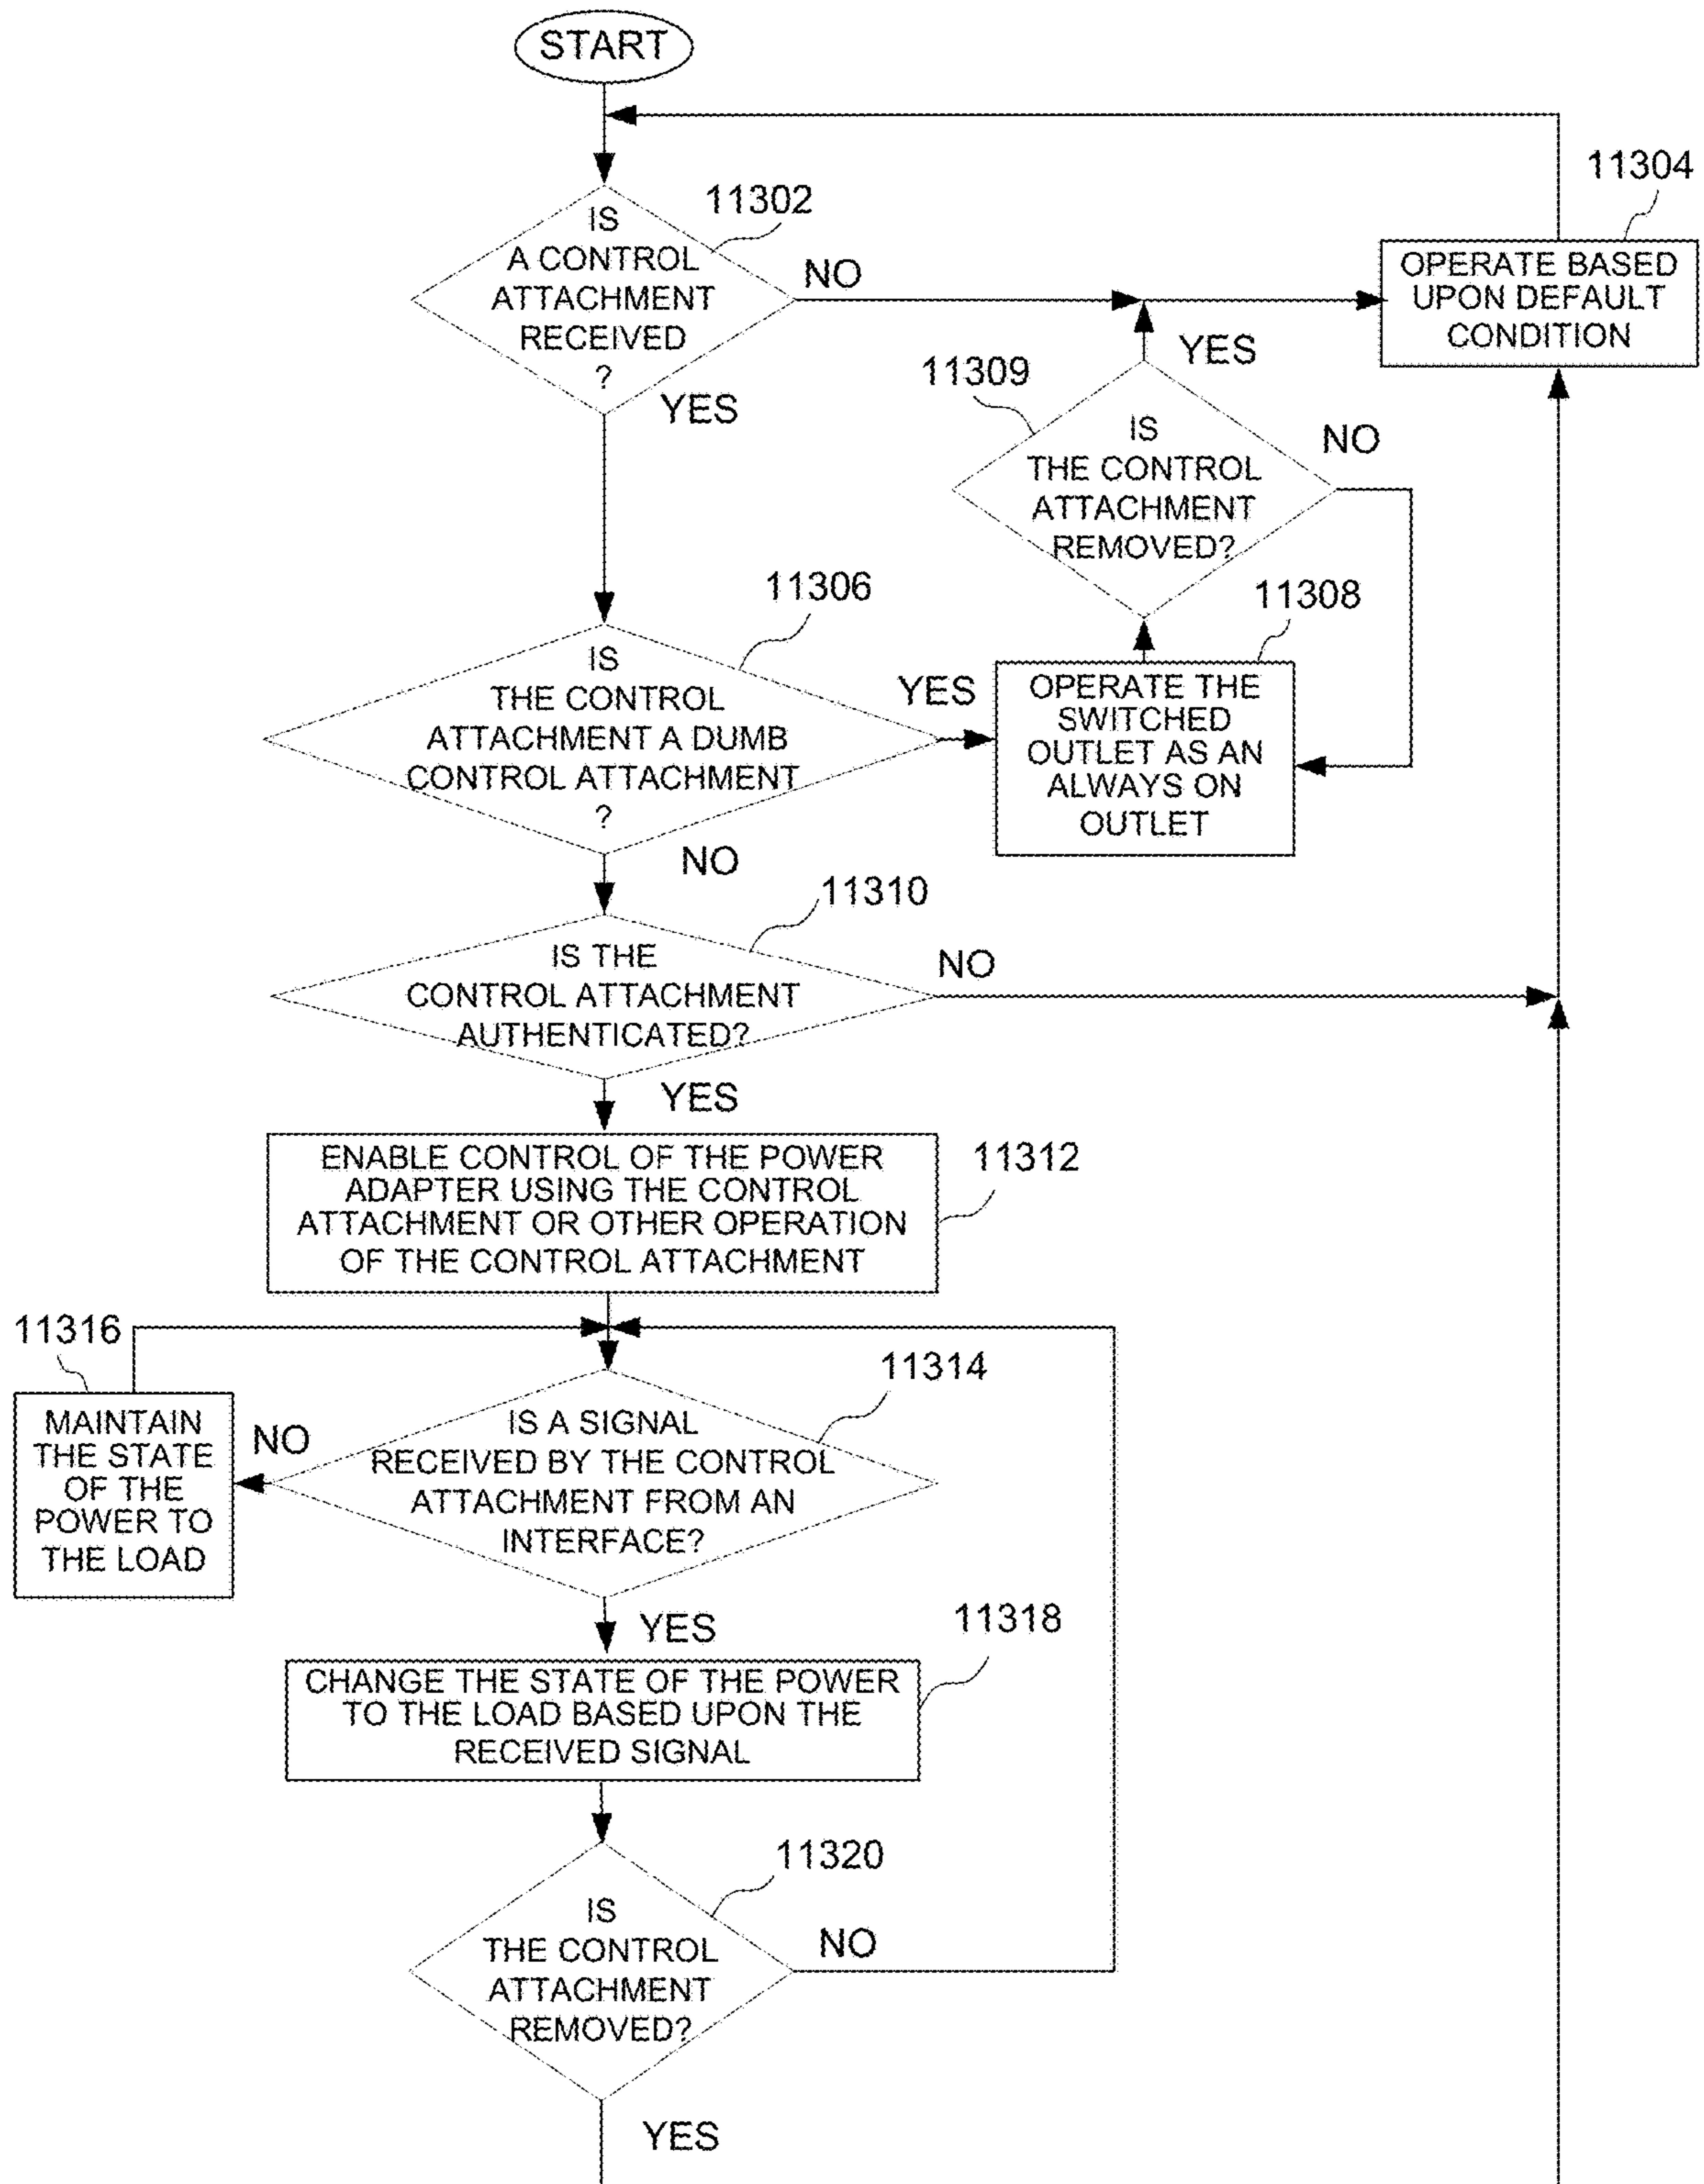 START
11302
IS
A CONTROL
ATTACHMENT
RECEIVED
?
NO
YES
11304
OPERATE BASED
UPON DEFAULT
CONDITION
11309
YES
IS
THE CONTROL
ATTACHMENT
REMOVED?
NO
11306
IS
THE CONTROL
ATTACHMENT A DUMB
CONTROL ATTACHMENT
?
YES
NO
11308
OPERATE THE
SWITCHED
OUTLET AS AN
ALWAYS ON
OUTLET
11310
IS THE
CONTROL ATTACHMENT
AUTHENTICATED?
NO
YES
ENABLE CONTROL OF THE POWER
ADAPTER USING THE CONTROL
ATTACHMENT OR OTHER OPERATION
OF THE CONTROL ATTACHMENT
11312
11316
MAINTAIN
THE STATE
OF THE
POWER TO
THE LOAD
NO
11314
IS A SIGNAL
RECEIVED BY THE CONTROL
ATTACHMENT FROM AN
INTERFACE?
YES
11318
CHANGE THE STATE OF THE POWER
TO THE LOAD BASED UPON THE
RECEIVED SIGNAL
11320
IS
THE CONTROL
ATTACHMENT
REMOVED?
NO
YES